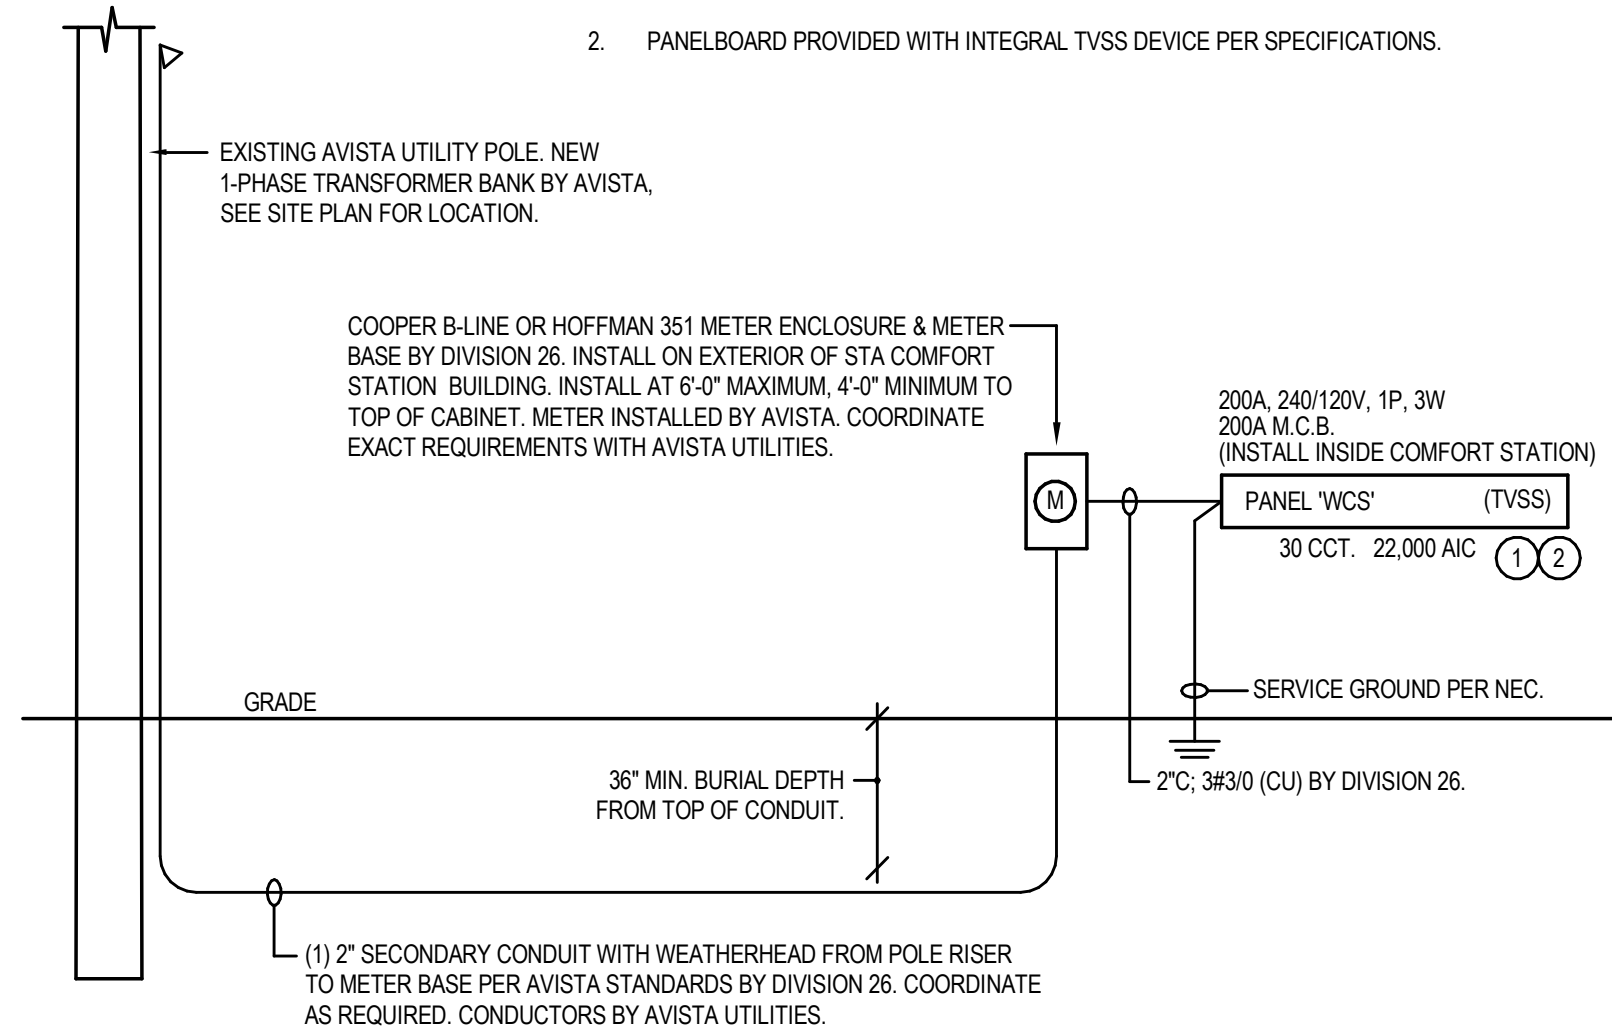 2. PANELBOARD PROVIDED WITH INTEGRAL TVSS DEVICE PER SPECIFICATIONS.
EXISTING AVISTA UTILITY POLE. NEW
1-PHASE TRANSFORMER BANK BY AVISTA,
SEE SITE PLAN FOR LOCATION.
COOPER B-LINE OR HOFFMAN 351 METER ENCLOSURE & METER
BASE BY DIVISION 26. INSTALL ON EXTERIOR OF STA COMFORT
STATION BUILDING. INSTALL AT 6'-0" MAXIMUM, 4'-0" MINIMUM TO
TOP OF CABINET. METER INSTALLED BY AVISTA. COORDINATE
EXACT REQUIREMENTS WITH AVISTA UTILITIES.
200A, 240/120V, 1P, 3W
200A M.C.B.
(INSTALL INSIDE COMFORT STATION)
M
PANEL 'WCS' (TVSS)
30 CCT. 22,000 AIC 1 2
SERVICE GROUND PER NEC.
GRADE
36" MIN. BURIAL DEPTH
FROM TOP OF CONDUIT.
2"C; 3#3/0 (CU) BY DIVISION 26.
(1) 2" SECONDARY CONDUIT WITH WEATHERHEAD FROM POLE RISER
TO METER BASE PER AVISTA STANDARDS BY DIVISION 26. COORDINATE
AS REQUIRED. CONDUCTORS BY AVISTA UTILITIES.